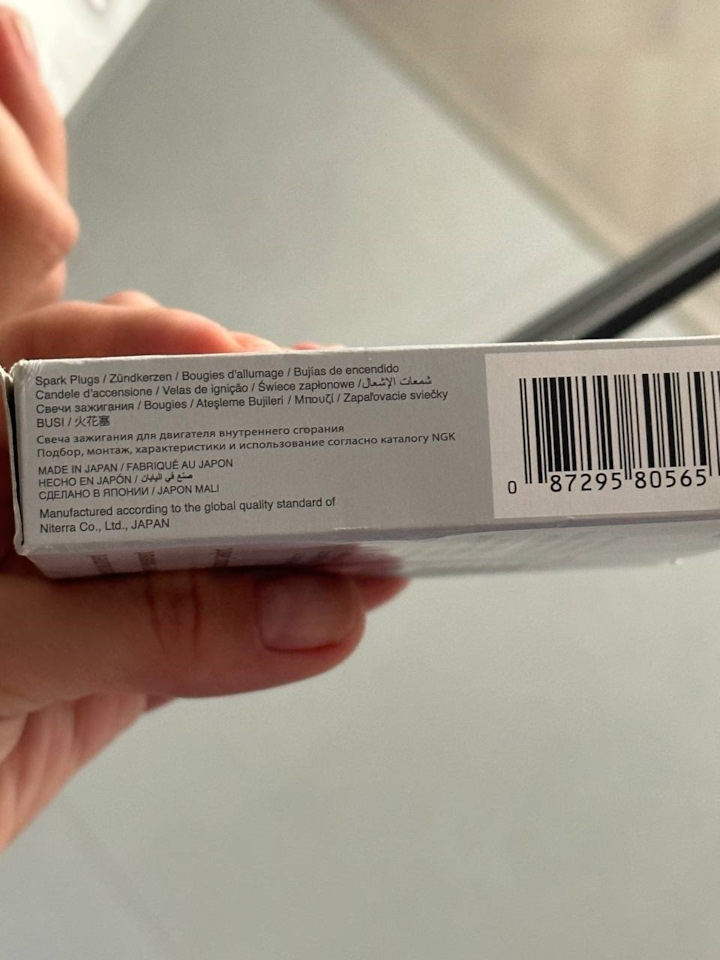 Spark Plugs / Zündkerzen / Bougies d'allumage / Bujías de encendido
Candele d'accensione / Velas de ignição / Świece zapłonowe / شمعات الإشعال
Свечи зажигания / Bougies / Ateşleme Bujileri / Μπουζί / Zapaľovacie sviečky
BUSI / 火花塞
Свеча зажигания для двигателя внутреннего сгорания
Подбор, монтаж, характеристики и использование согласно каталогу NGK
MADE IN JAPAN / FABRIQUÉ AU JAPON
HECHO EN JAPÓN / صنع في اليابان
СДЕЛАНО В ЯПОНИИ / JAPON MALI
Manufactured according to the global quality standard of
Niterra Co., Ltd., JAPAN
0 87295 80565